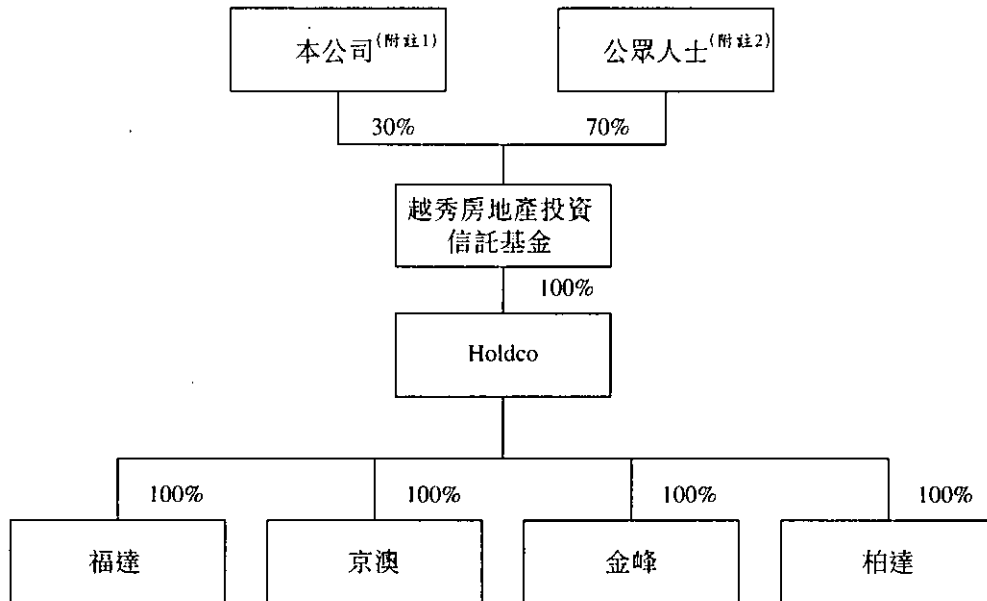 本公司(附註1)
公眾人士(附註2)
30%
70%
越秀房地產投資
信託基金
100%
Holdco
100%
100%
100%
100%
福達
京澳
金峰
柏達